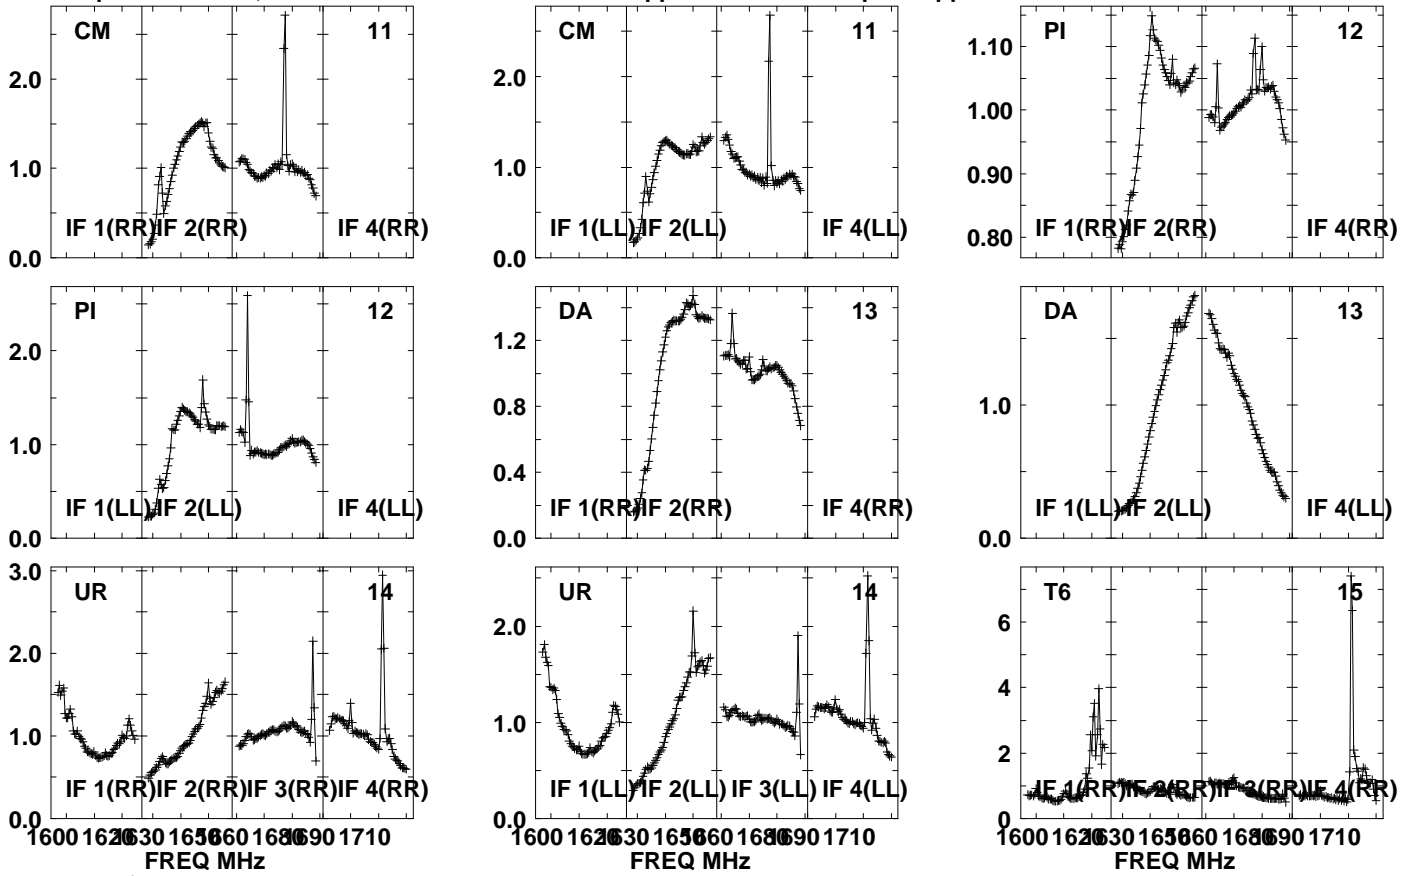 CM 11
2.0
1.0
0.0
IF 1(RR) IF 2(RR) IF 4(RR)
CM 11
2.0
1.0
0.0
IF 1(LL) IF 2(LL) IF 4(LL)
PI 12
1.10
1.00
0.90
0.80
IF 1(RR) IF 2(RR) IF 4(RR)
PI 12
2.0
1.0
0.0
IF 1(LL) IF 2(LL) IF 4(LL)
DA 13
1.2
0.8
0.4
0.0
IF 1(RR) IF 2(RR) IF 4(RR)
DA 13
1.0
0.0
IF 1(LL) IF 2(LL) IF 4(LL)
UR 14
3.0
2.0
1.0
0.0
IF 1(RR) IF 2(RR) IF 3(RR) IF 4(RR)
1600 1620 1630 1650 1660 1680 1690 1710
FREQ MHz
UR 14
2.0
1.0
0.0
IF 1(LL) IF 2(LL) IF 3(LL) IF 4(LL)
1600 1620 1630 1650 1660 1680 1690 1710
FREQ MHz
T6 15
6
4
2
0
IF 1(RR) IF 2(RR) IF 3(RR) IF 4(RR)
1600 1620 1630 1650 1660 1680 1690 1710
FREQ MHz